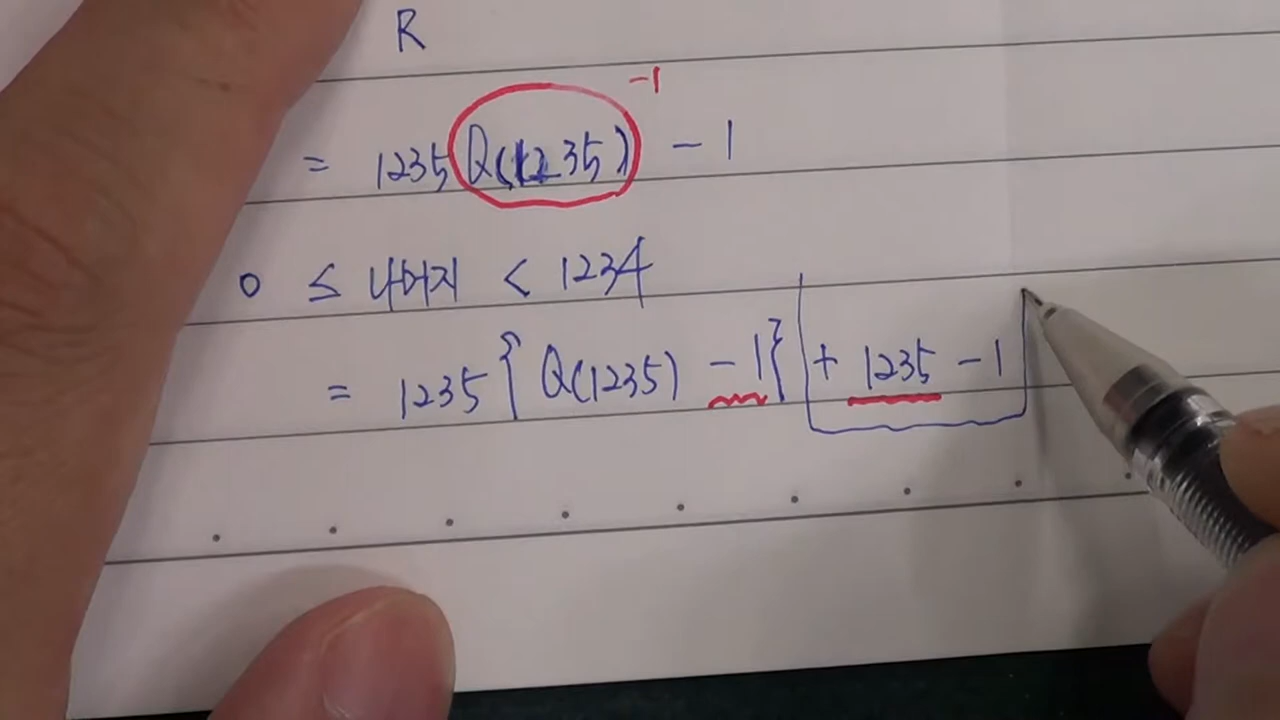 R
-1
= 1235 Q(1235) - 1
0 ≤ 나머지 < 1234
= 1235 { Q(1235) - 1 } + 1235 - 1